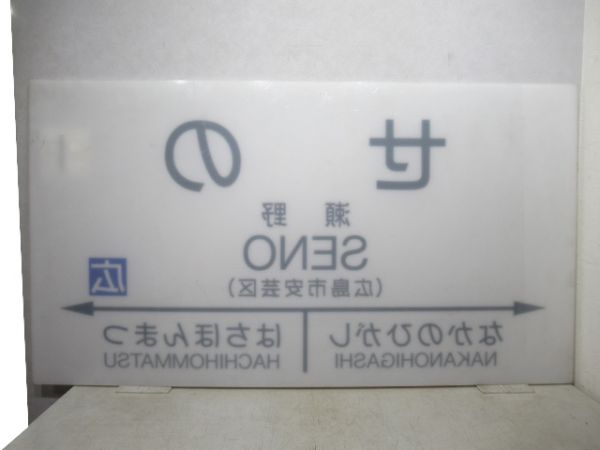 せの
瀬野
SENO
(広島市安芸区)
広
なかのひがし はちほんまつ
NAKANOHIGASHI HACHIHOMMATSU